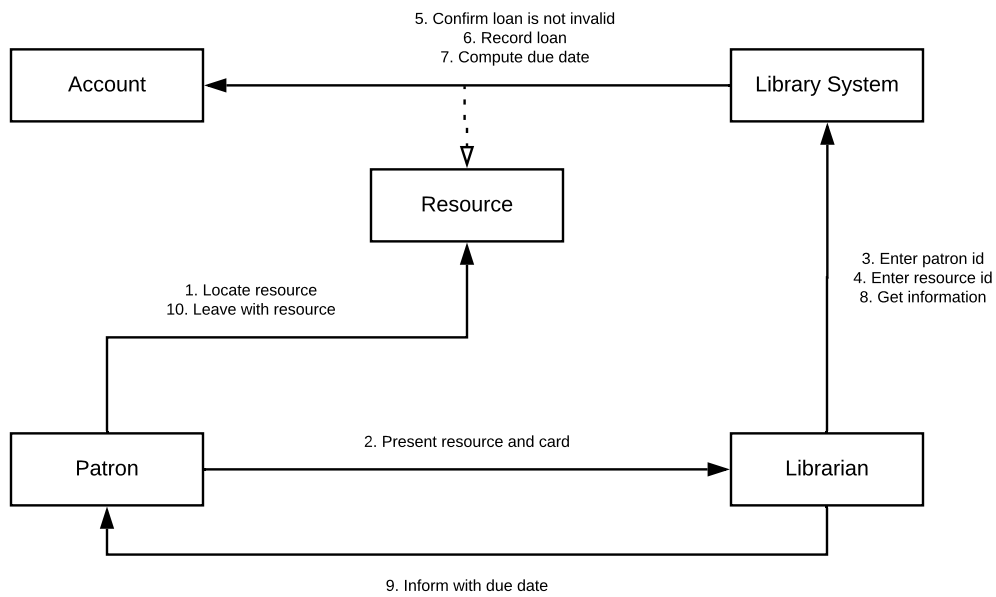 5. Confirm loan is not invalid
6. Record loan
7. Compute due date
Account
Library System
Resource
3. Enter patron id
4. Enter resource id
8. Get information
1. Locate resource
10. Leave with resource
2. Present resource and card
Patron
Librarian
9. Inform with due date